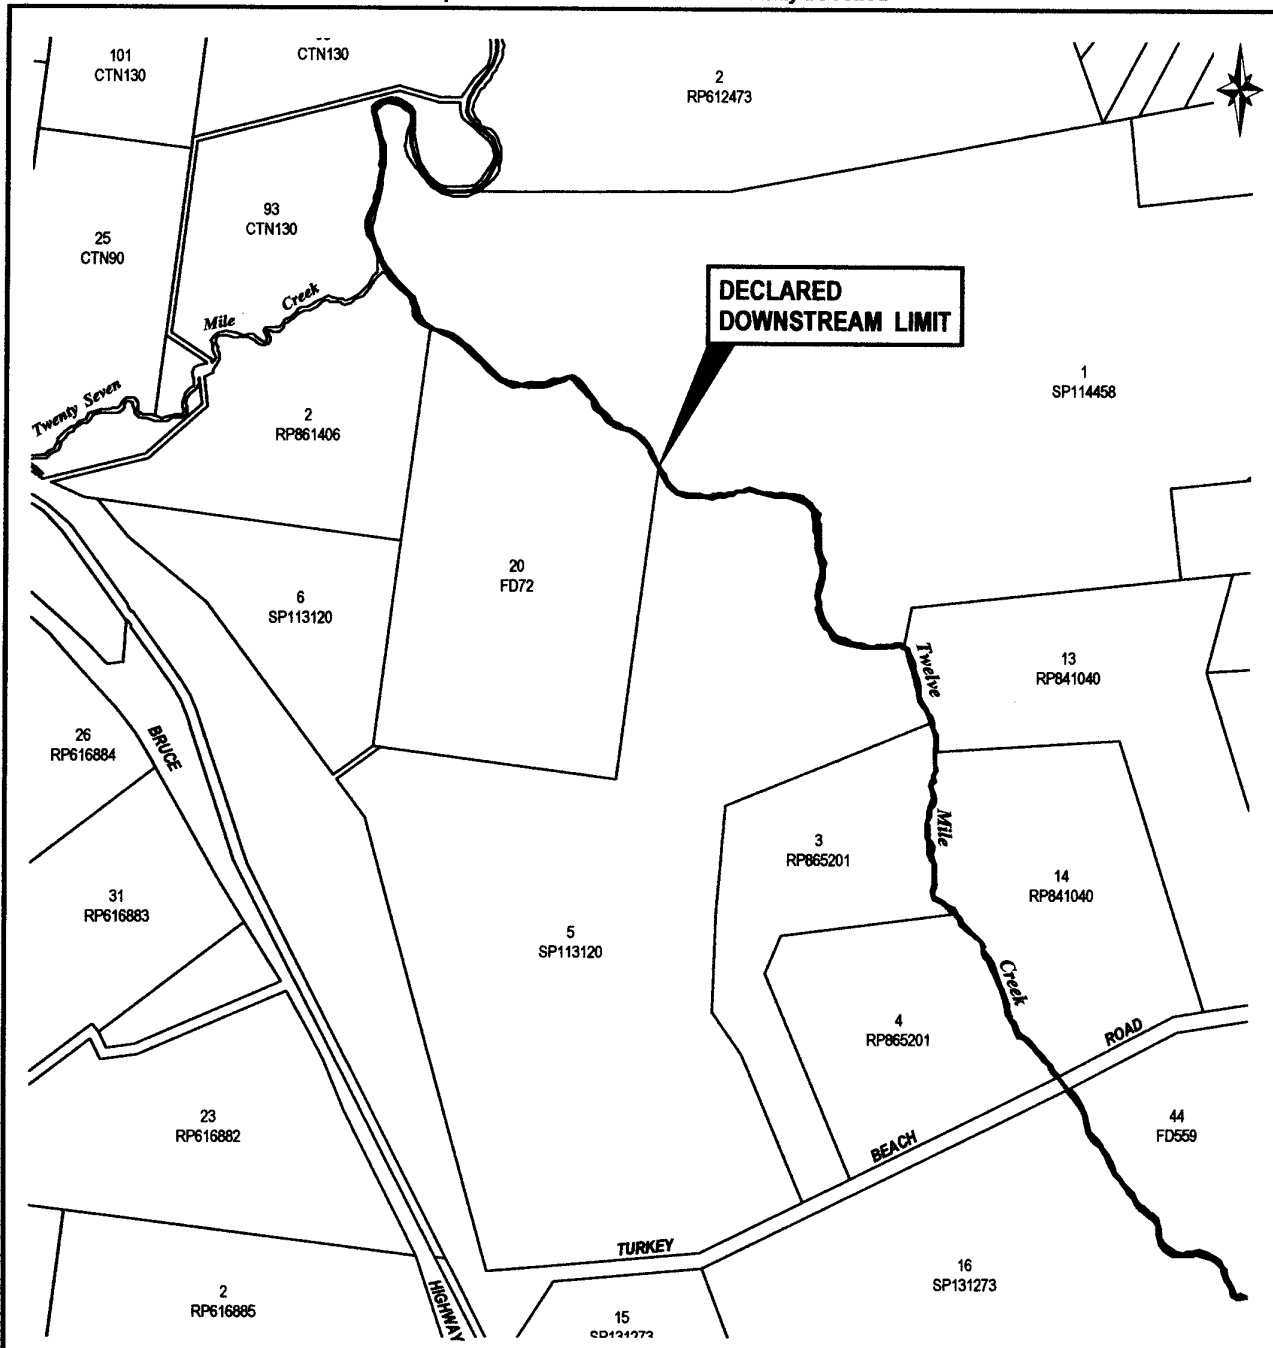 101
CTN130
CTN130
2
RP612473
93
CTN130
25
CTN90
DECLARED
DOWNSTREAM LIMIT
Twenty Seven Mile Creek
1
SP114458
2
RP861406
20
FD72
6
SP113120
13
RP841040
26
RP616884
BRUCE
Twelve Mile Creek
3
RP865201
14
RP841040
31
RP616883
5
SP113120
4
RP865201
23
RP616882
44
FD559
TURKEY BEACH ROAD
16
SP131273
2
RP616885
HIGHWAY
15
SP131273